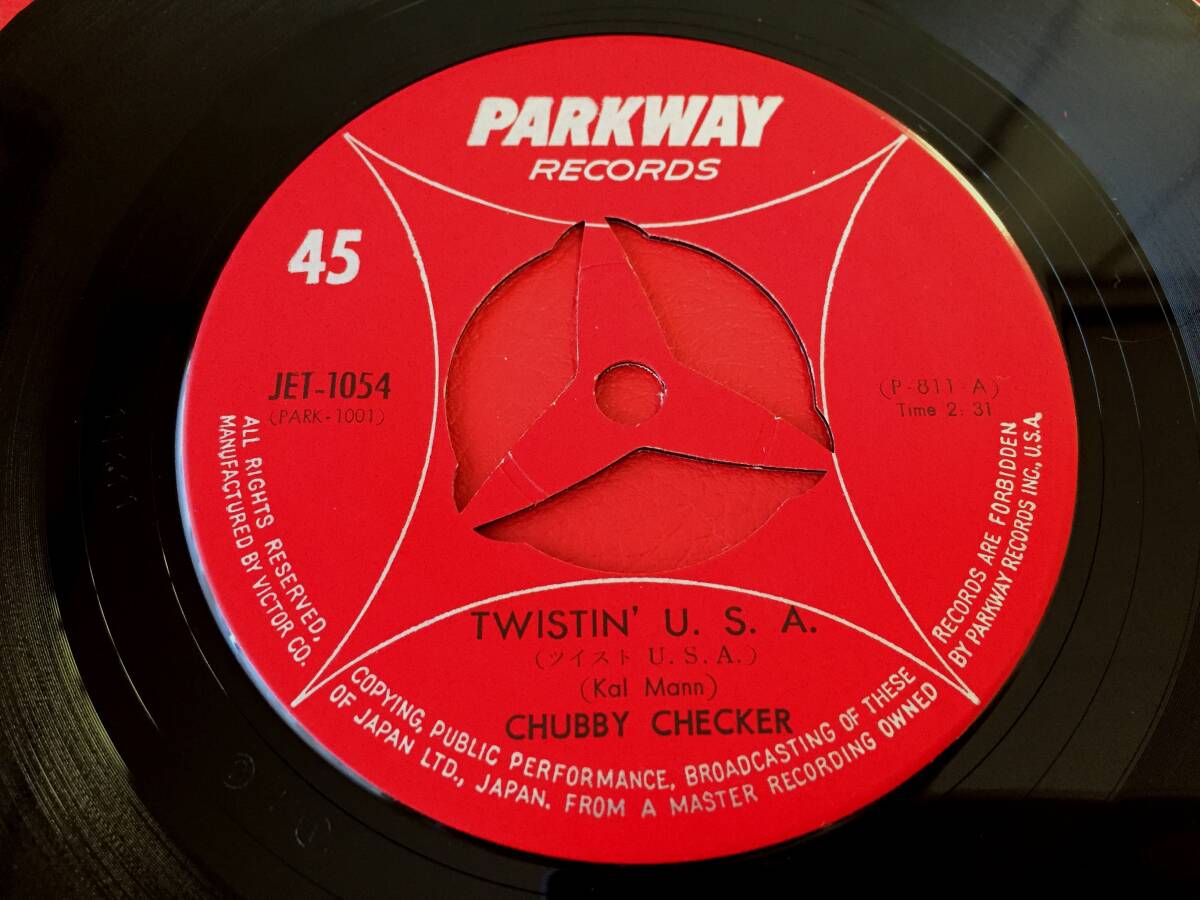 PARKWAY
RECORDS
45
JET-1054
(PARK-1001)
(P-811 A)
Time 2:31
TWISTIN' U. S. A.
(ツイスト U.S.A.)
(Kal Mann)
CHUBBY CHECKER
ALL RIGHTS RESERVED. COPYING, PUBLIC PERFORMANCE, BROADCASTING OF THESE RECORDS ARE FORBIDDEN
MANUFACTURED BY VICTOR CO. OF JAPAN LTD., JAPAN. FROM A MASTER RECORDING OWNED BY PARKWAY RECORDS INC., U.S.A.